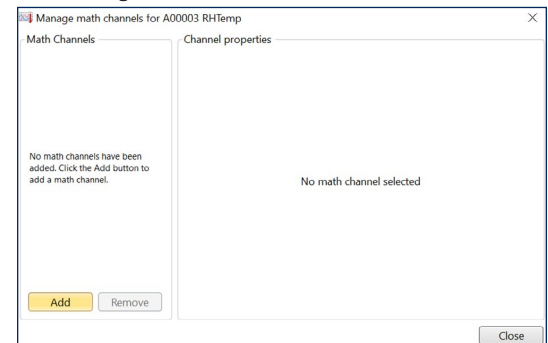 Manage math channels for A00003 RHTemp
Math Channels
Channel properties
No math channels have been
added. Click the Add button to
add a math channel.
No math channel selected
Add
Remove
Close